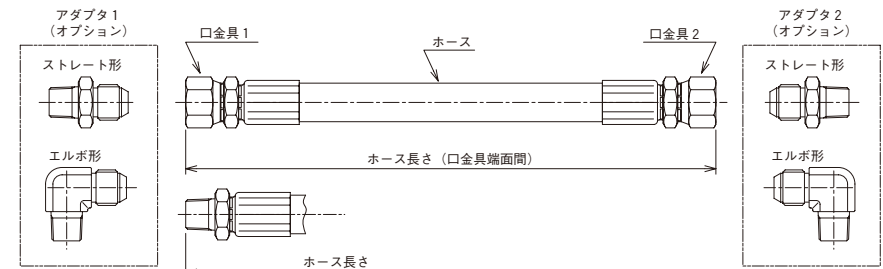 アダプタ1
（オプション）
ストレート形
エルボ形
口金具1
ホース
口金具2
ホース長さ（口金具端面間）
ホース長さ
アダプタ2
（オプション）
ストレート形
エルボ形